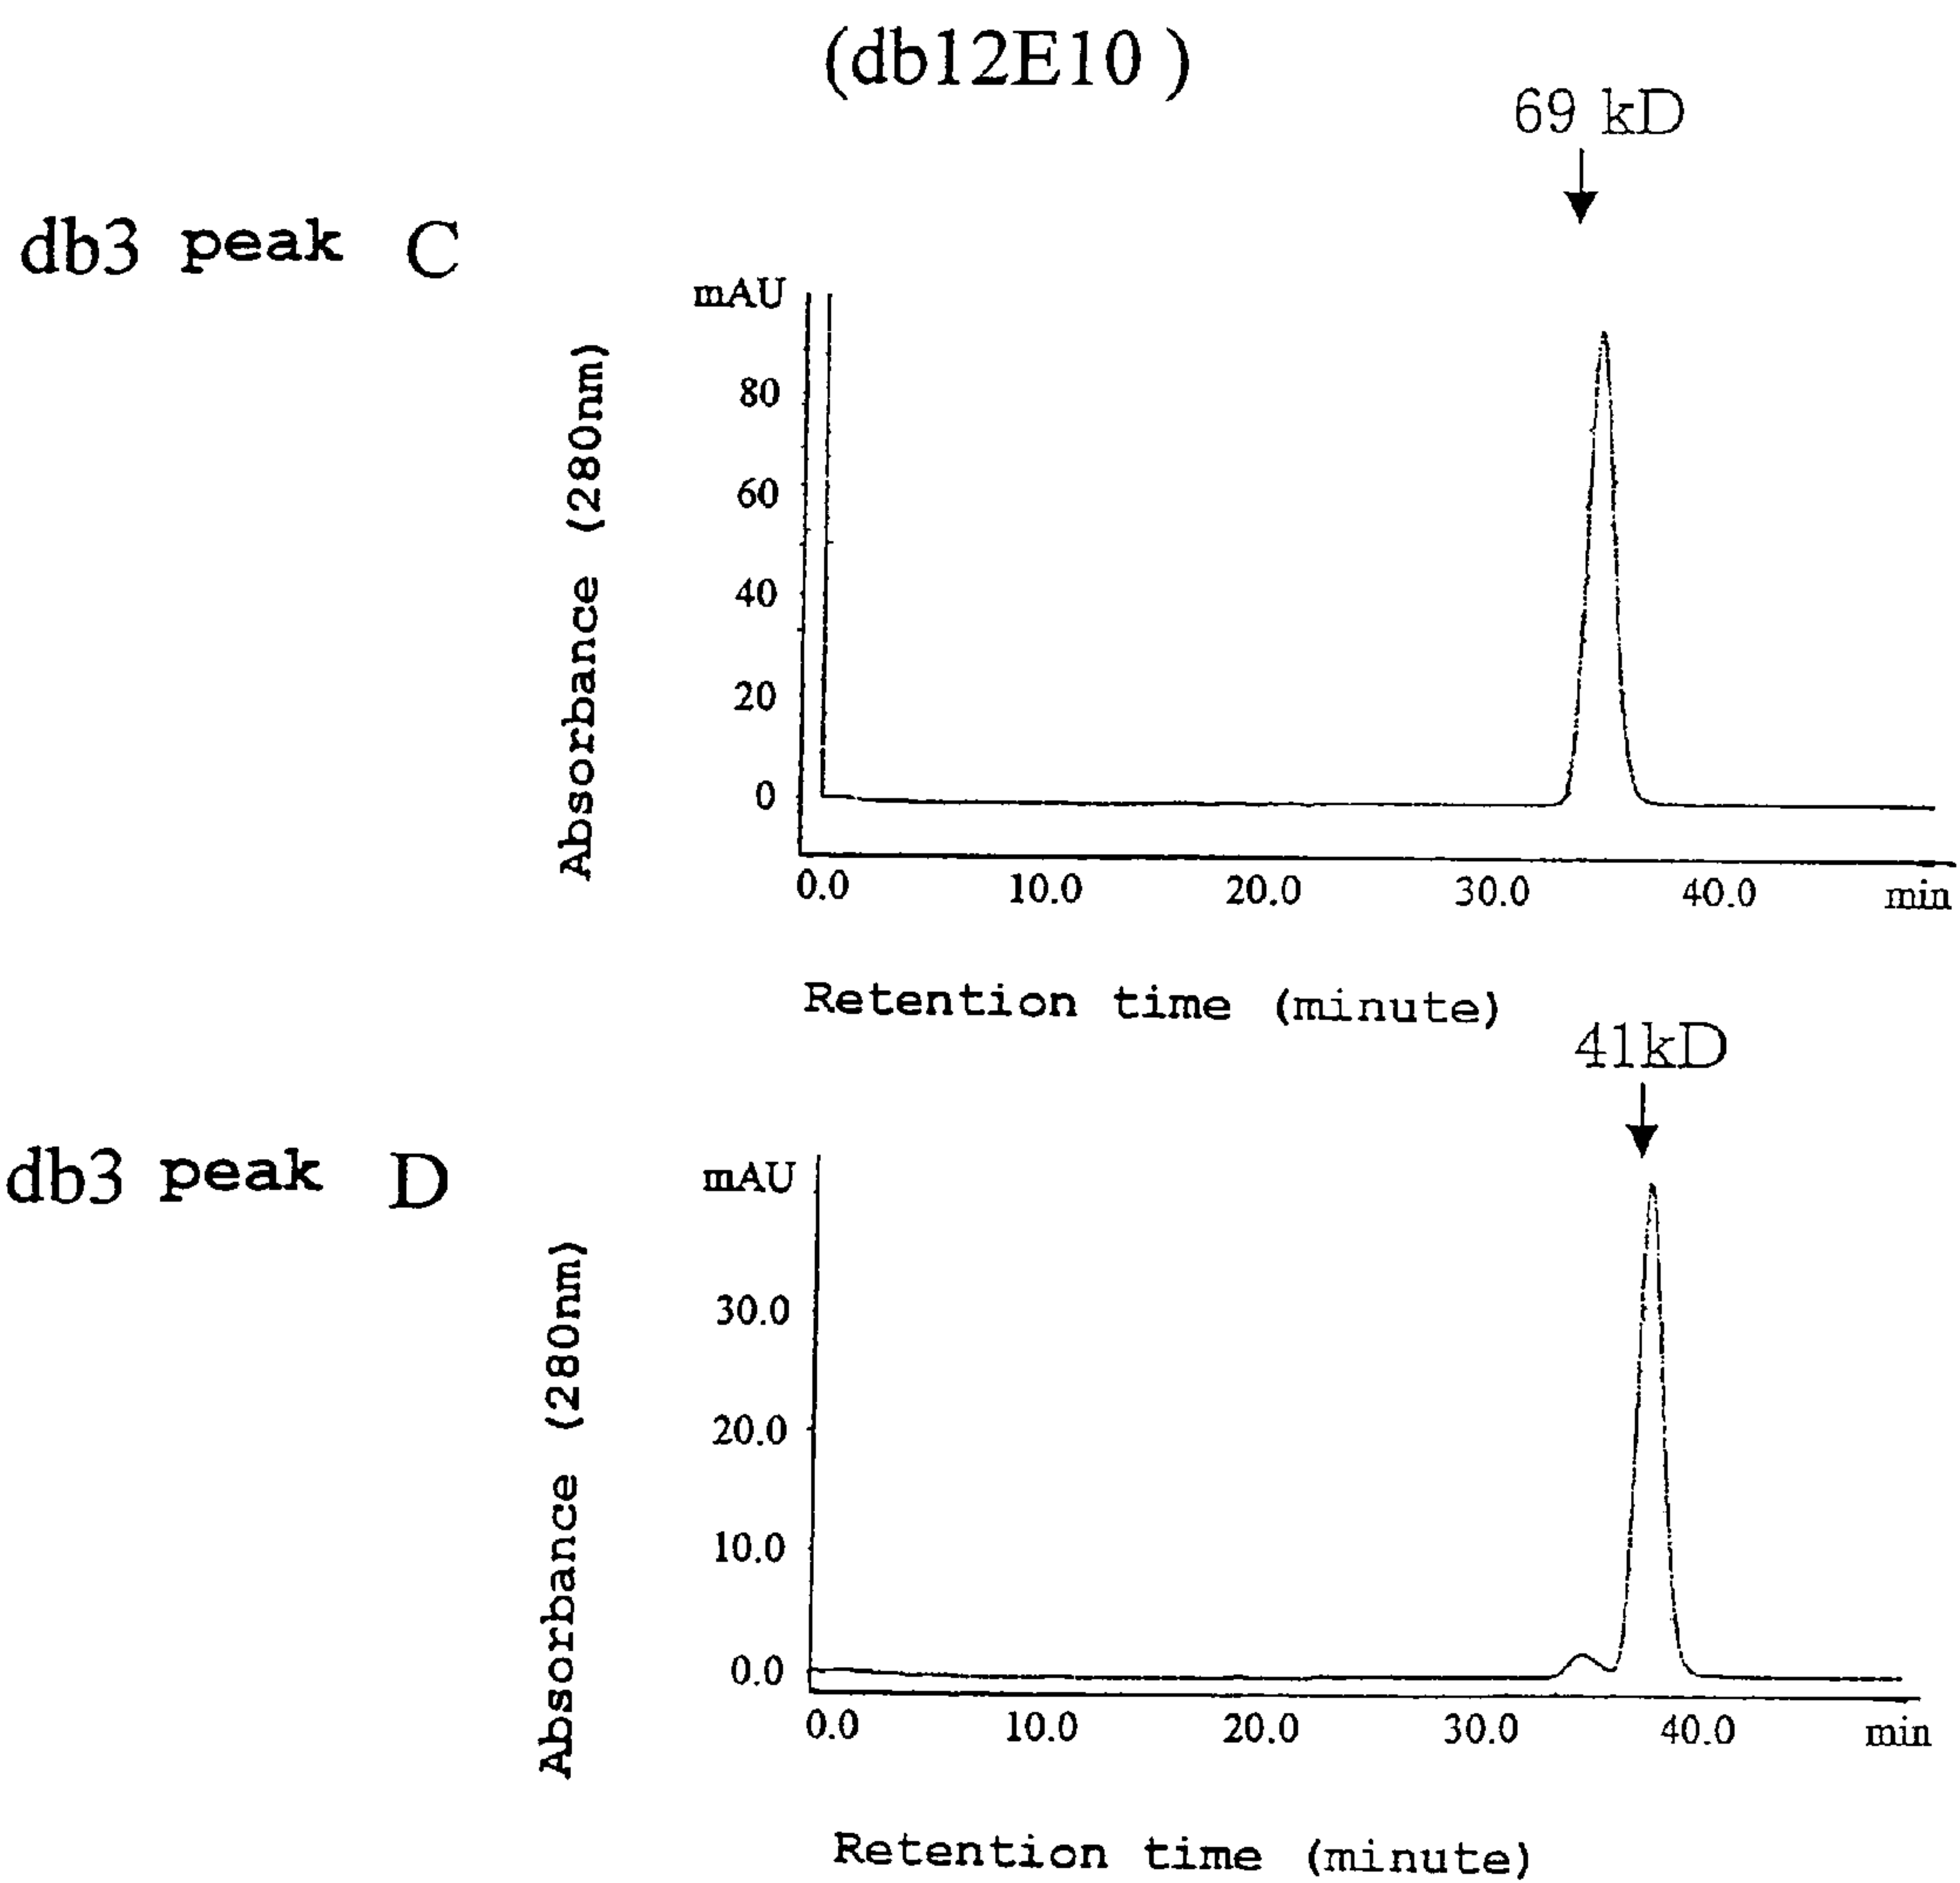 (db12E10 )
69 kD
db3 peak C
mAU
80
60
40
20
0
Absorbance (280nm)
0.0 10.0 20.0 30.0 40.0 min
Retention time (minute)
41kD
db3 peak D
mAU
30.0
20.0
10.0
0.0
Absorbance (280nm)
0.0 10.0 20.0 30.0 40.0 min
Retention time (minute)